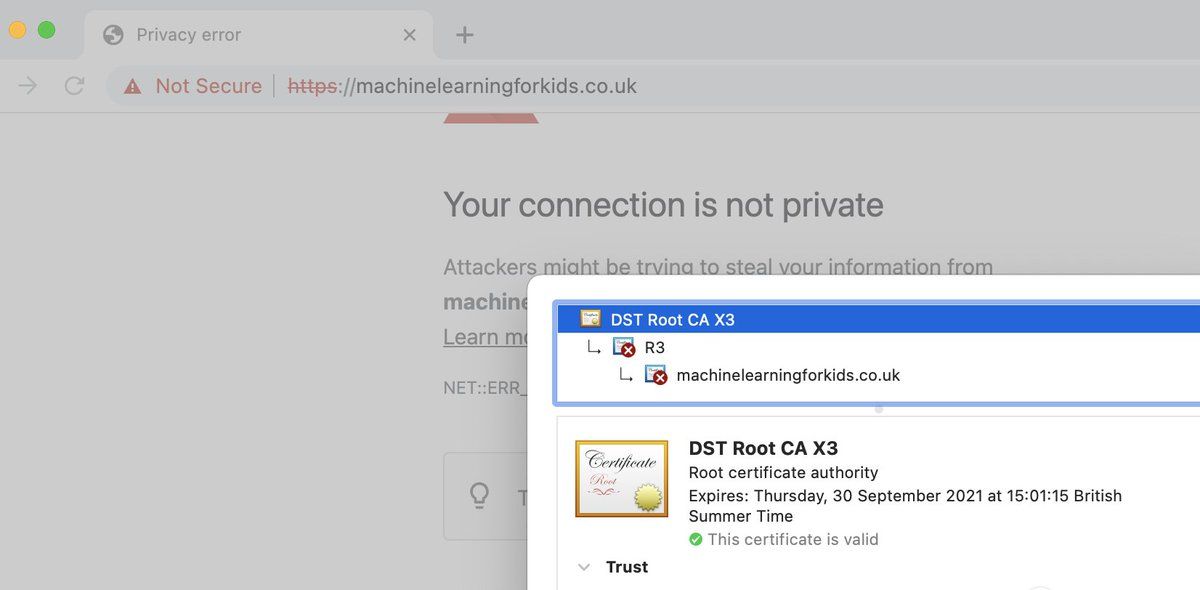 Privacy error
Not Secure https://machinelearningforkids.co.uk
Your connection is not private
Attackers might be trying to steal your information from
machine
Learn mo
NET::ERR_
DST Root CA X3
R3
machinelearningforkids.co.uk
Certificate
Root
DST Root CA X3
Root certificate authority
Expires: Thursday, 30 September 2021 at 15:01:15 British
Summer Time
This certificate is valid
Trust